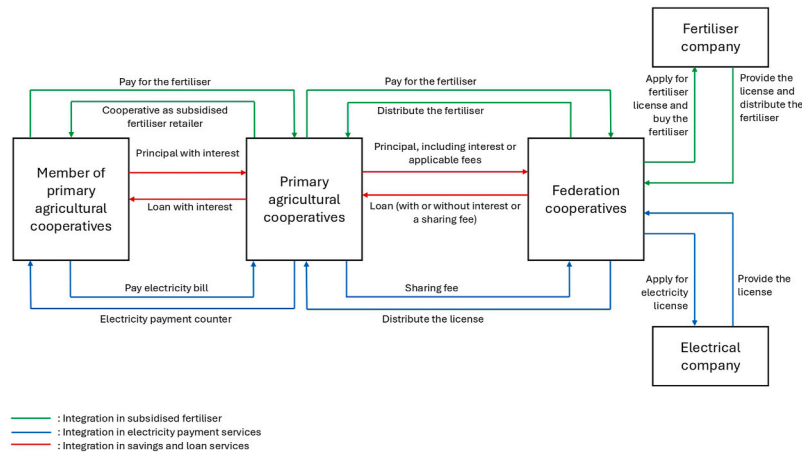 Fertiliser
company
Pay for the fertiliser
Pay for the fertiliser
Cooperative as subsidised
fertiliser retailer
Distribute the fertiliser
Apply for
fertiliser
license and
buy the
fertiliser
Provide the
license and
distribute the
fertiliser
Member of
primary
agricultural
cooperatives
Principal with interest
Loan with interest
Primary
agricultural
cooperatives
Principal, including interest or
applicable fees
Loan (with or without interest or
a sharing fee)
Federation
cooperatives
Pay electricity bill
Electricity payment counter
Sharing fee
Distribute the license
Apply for
electricity
license
Provide the
license
Electrical
company
: Integration in subsidised fertiliser
: Integration in electricity payment services
: Integration in savings and loan services